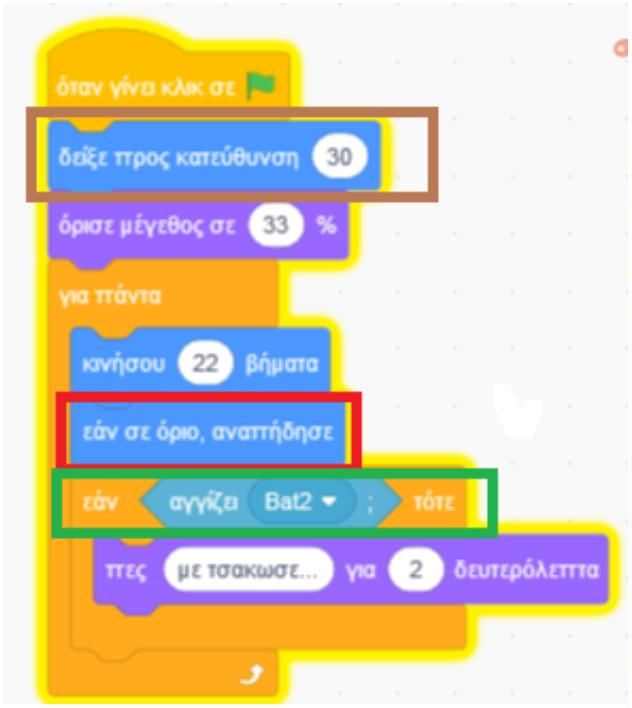 όταν γίνει κλικ σε
δείξε προς κατεύθυνση 30
όρισε μέγεθος σε 33 %
για πάντα
κινήσου 22 βήματα
εάν σε όριο, αναπήδησε
εάν αγγίζει Bat2 ; τότε
πες με τσακωσε... για 2 δευτερόλεπτα